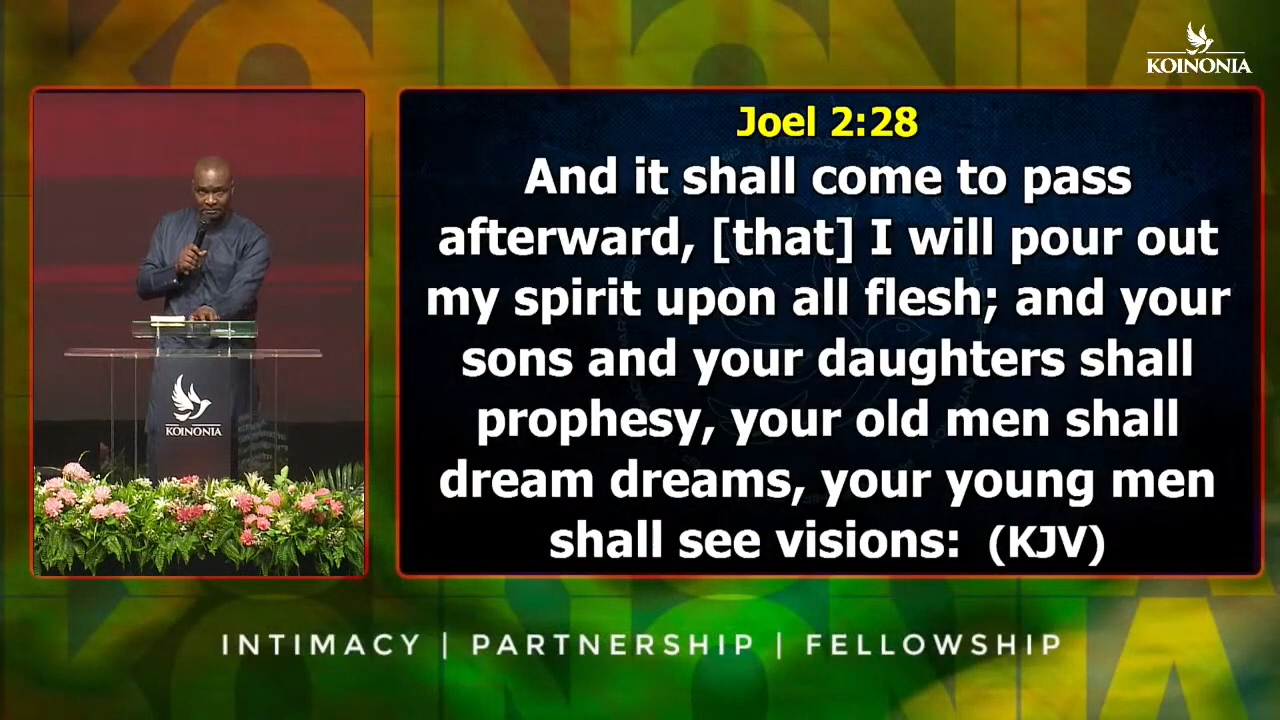 KOINONIA
Joel 2:28
And it shall come to pass
afterward, [that] I will pour out
my spirit upon all flesh; and your
sons and your daughters shall
prophesy, your old men shall
dream dreams, your young men
shall see visions: (KJV)
KOINONIA
INTIMACY | PARTNERSHIP | FELLOWSHIP